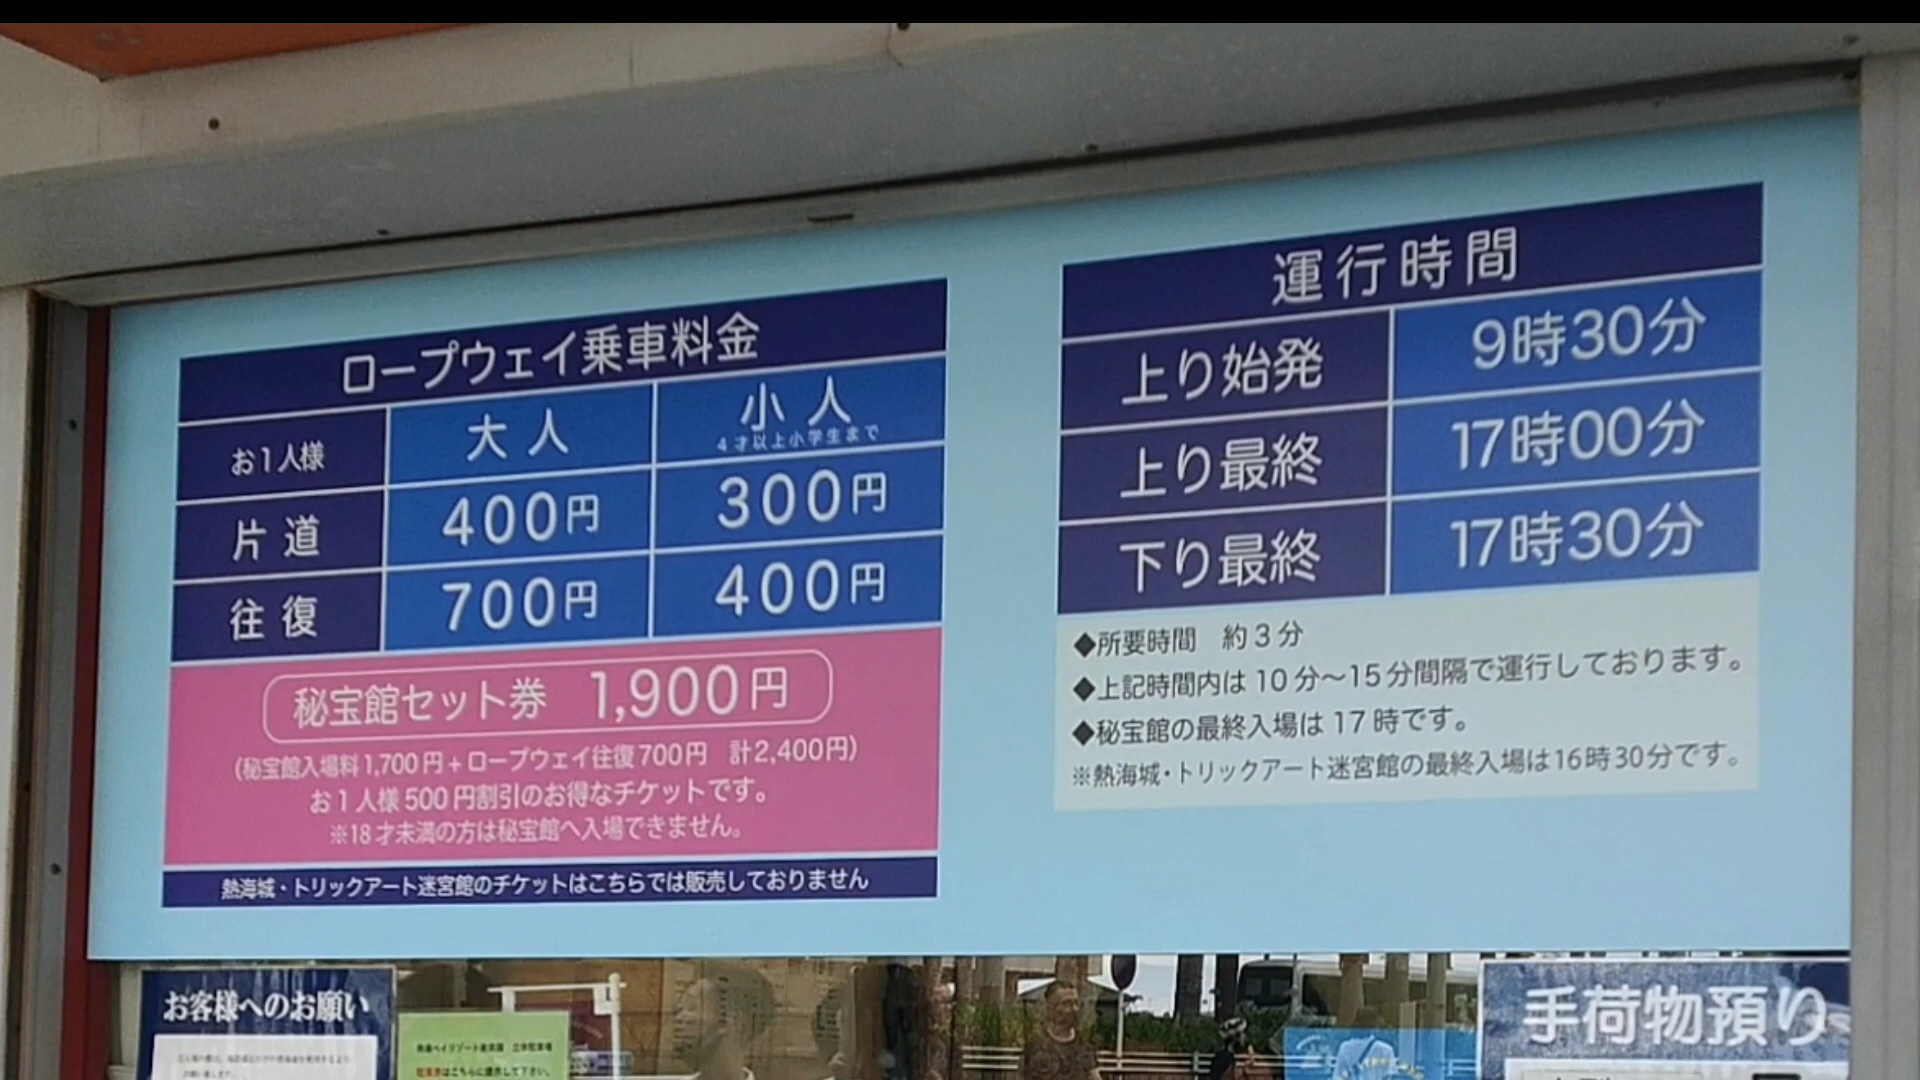 ロープウェイ乗車料金
お1人様 大人 小人
4才以上小学生まで
片道 400円 300円
往復 700円 400円
秘宝館セット券 1,900円
(秘宝館入場料1,700円+ロープウェイ往復700円 計2,400円)
お1人様500円割引のお得なチケットです。
※18才未満の方は秘宝館へ入場できません。
熱海城・トリックアート迷宮館のチケットはこちらでは販売しておりません
運行時間
上り始発 9時30分
上り最終 17時00分
下り最終 17時30分
◆所要時間 約3分
◆上記時間内は10分~15分間隔で運行しております。
◆秘宝館の最終入場は17時です。
※熱海城・トリックアート迷宮館の最終入場は16時30分です。
お客様へのお願い
はこちらに提示して下さい。
手荷物預り